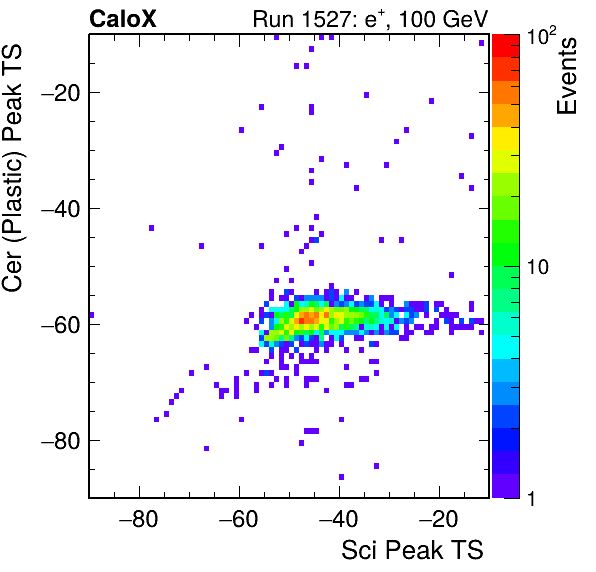 CaloX
Run 1527: e⁺, 100 GeV
Cer (Plastic) Peak TS
−20
−40
−60
−80
−80
−60
−40
−20
Sci Peak TS
10²
10
1
Events